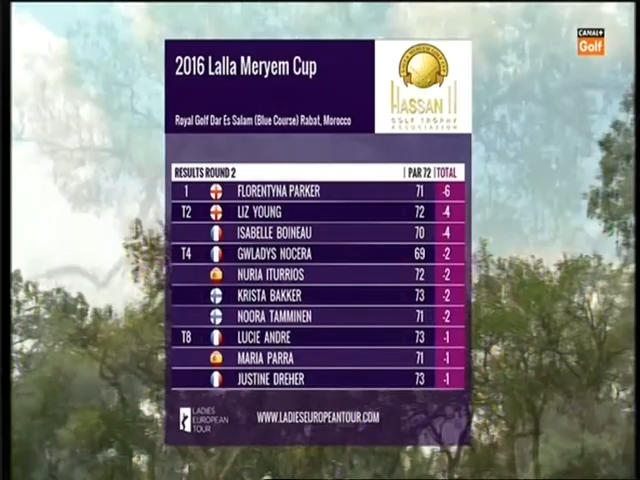 CANAL+
Golf
2016 Lalla Meryem Cup
HASSAN II
GOLF TROPHY
ASSOCIATION
Royal Golf Dar Es Salam (Blue Course) Rabat, Morocco
RESULTS ROUND 2 PAR 72 TOTAL
1 FLORENTYNA PARKER 71 -6
T2 LIZ YOUNG 72 -4
ISABELLE BOINEAU 70 -4
T4 GWLADYS NOCERA 69 -2
NURIA ITURRIOS 72 -2
KRISTA BAKKER 73 -2
NOORA TAMMINEN 71 -2
T8 LUCIE ANDRE 73 -1
MARIA PARRA 71 -1
JUSTINE DREHER 73 -1
LADIES
EUROPEAN
TOUR
WWW.LADIESEUROPEANTOUR.COM